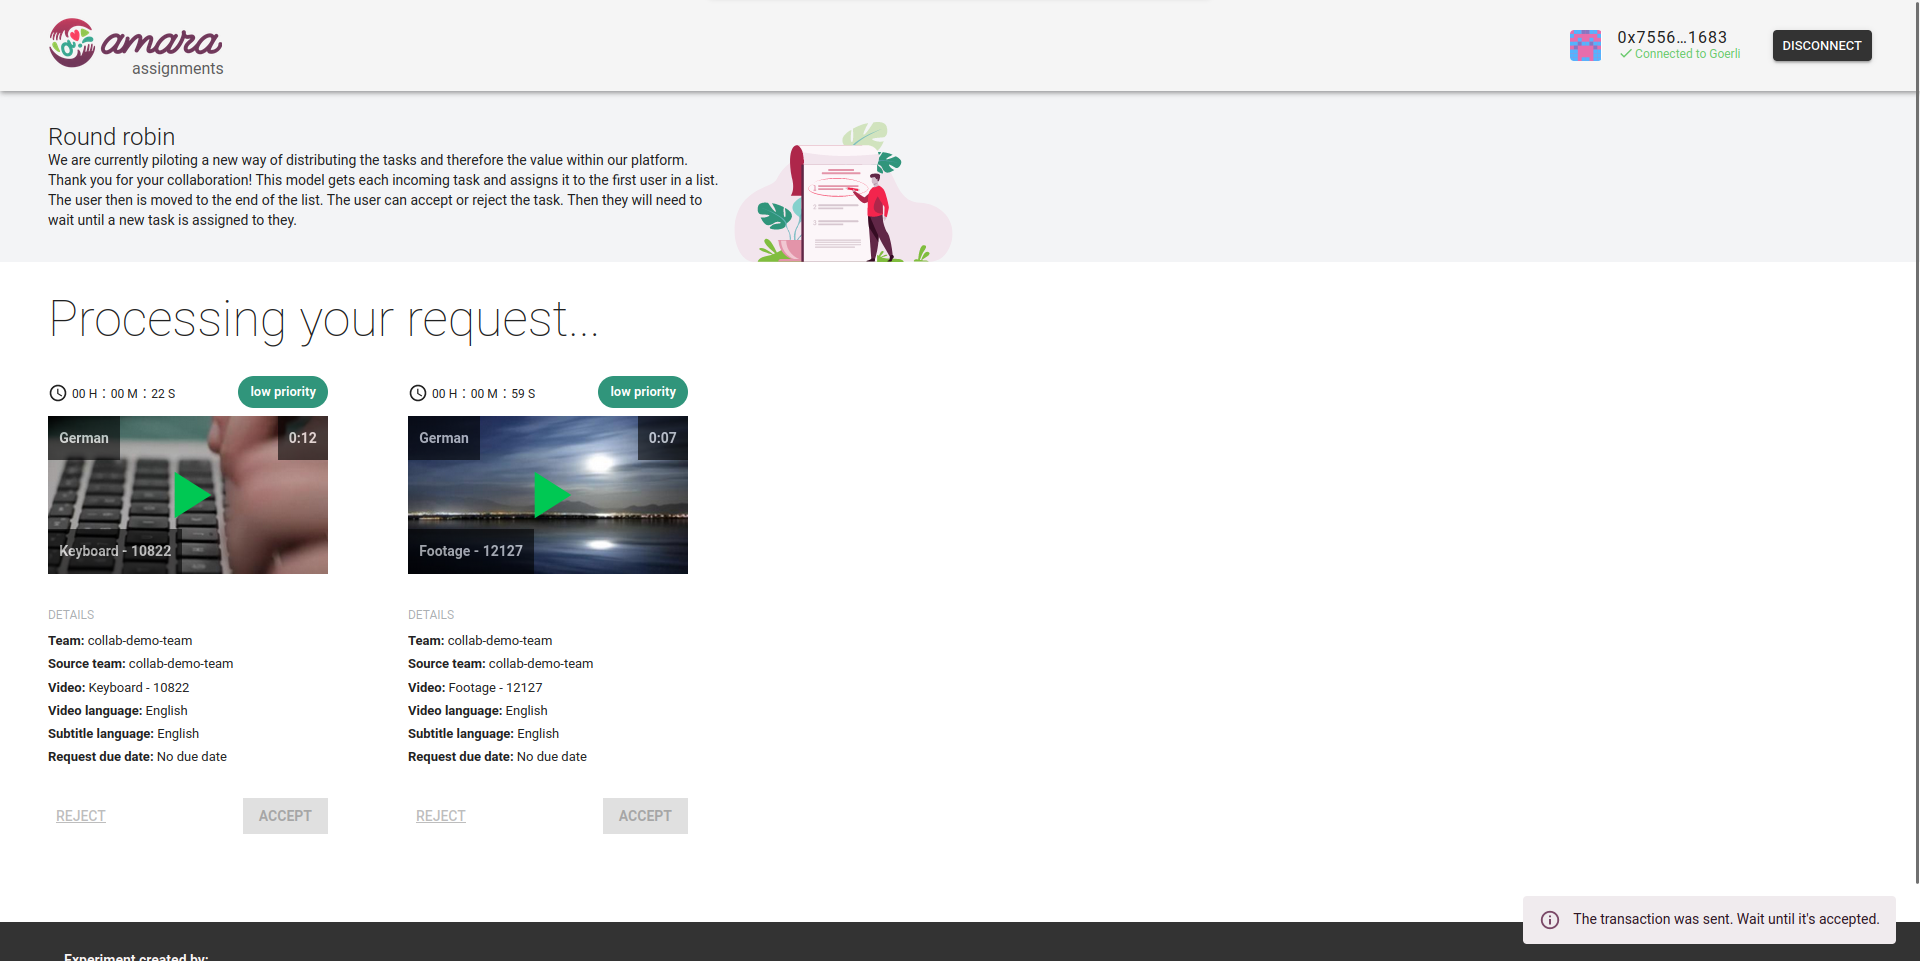 amara
assignments
0x7556...1683
Connected to Goerli
DISCONNECT
Round robin
We are currently piloting a new way of distributing the tasks and therefore the value within our platform.
Thank you for your collaboration! This model gets each incoming task and assigns it to the first user in a list.
The user then is moved to the end of the list. The user can accept or reject the task. Then they will need to
wait until a new task is assigned to they.
Processing your request...
00 H : 00 M : 22 S
low priority
German
0:12
Keyboard - 10822
DETAILS
Team: collab-demo-team
Source team: collab-demo-team
Video: Keyboard - 10822
Video language: English
Subtitle language: English
Request due date: No due date
REJECT
ACCEPT
00 H : 00 M : 59 S
low priority
German
0:07
Footage - 12127
DETAILS
Team: collab-demo-team
Source team: collab-demo-team
Video: Footage - 12127
Video language: English
Subtitle language: English
Request due date: No due date
REJECT
ACCEPT
The transaction was sent. Wait until it's accepted.
Experiment created by: